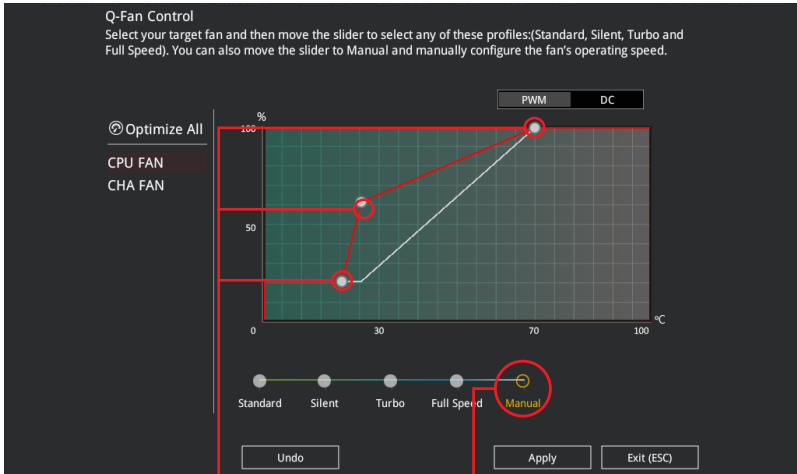 Q-Fan Control
Select your target fan and then move the slider to select any of these profiles:(Standard, Silent, Turbo and
Full Speed). You can also move the slider to Manual and manually configure the fan's operating speed.
PWM DC
%
Optimize All
100
CPU FAN
CHA FAN
50
ºC
0 30 70 100
Standard Silent Turbo Full Speed Manual
Undo Apply Exit (ESC)